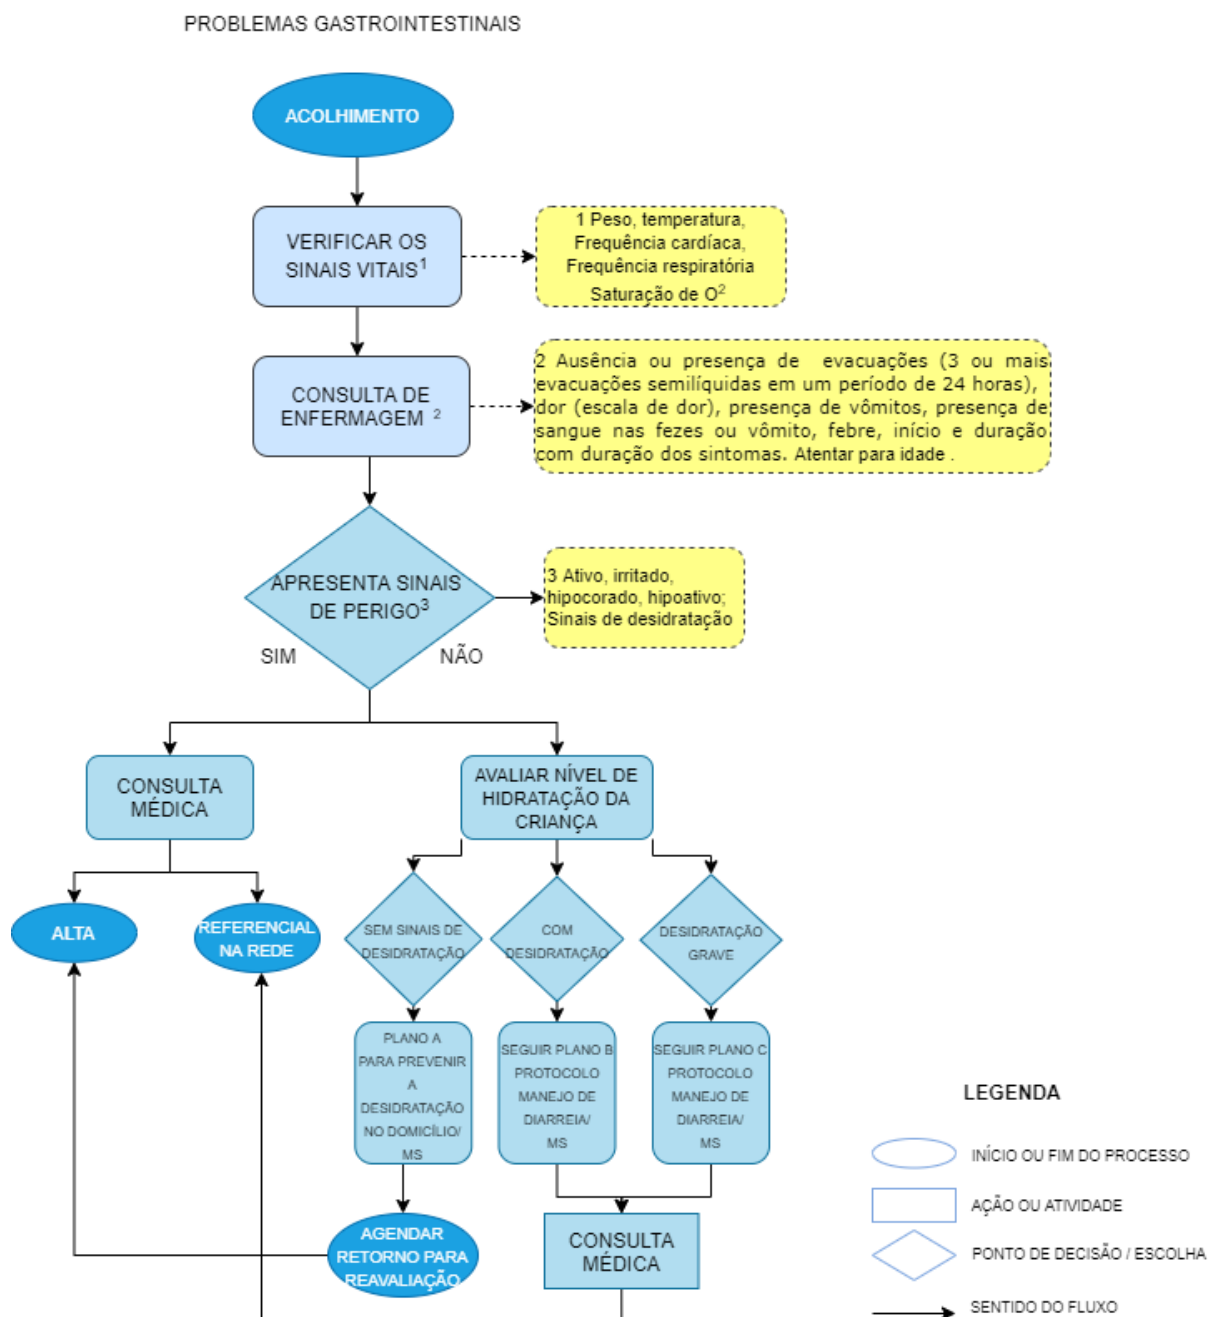 PROBLEMAS GASTROINTESTINAIS
ACOLHIMENTO
VERIFICAR OS
SINAIS VITAIS1
1 Peso, temperatura,
Frequência cardíaca,
Frequência respiratória
Saturação de O2
CONSULTA DE
ENFERMAGEM 2
2 Ausência ou presença de evacuações (3 ou mais
evacuações semilíquidas em um período de 24 horas),
dor (escala de dor), presença de vômitos, presença de
sangue nas fezes ou vômito, febre, início e duração
com duração dos sintomas. Atentar para idade .
APRESENTA SINAIS
DE PERIGO3
3 Ativo, irritado,
hipocorado, hipoativo;
Sinais de desidratação
SIM
NÃO
CONSULTA
MÉDICA
AVALIAR NÍVEL DE
HIDRATAÇÃO DA
CRIANÇA
ALTA
REFERENCIAL
NA REDE
SEM SINAIS DE
DESIDRATAÇÃO
COM
DESIDRATAÇÃO
DESIDRATAÇÃO
GRAVE
PLANO A
PARA PREVENIR
A
DESIDRATAÇÃO
NO DOMICÍLIO/
MS
SEGUIR PLANO B
PROTOCOLO
MANEJO DE
DIARREIA/
MS
SEGUIR PLANO C
PROTOCOLO
MANEJO DE
DIARREIA/
MS
AGENDAR
RETORNO PARA
REAVALIAÇÃO
CONSULTA
MÉDICA
LEGENDA
INÍCIO OU FIM DO PROCESSO
AÇÃO OU ATIVIDADE
PONTO DE DECISÃO / ESCOLHA
SENTIDO DO FLUXO